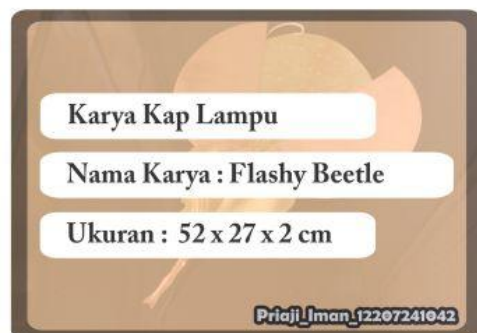 Karya Kap Lampu
Nama Karya : Flashy Beetle
Ukuran : 52 x 27 x 2 cm
Priaji_Iman_12207241042